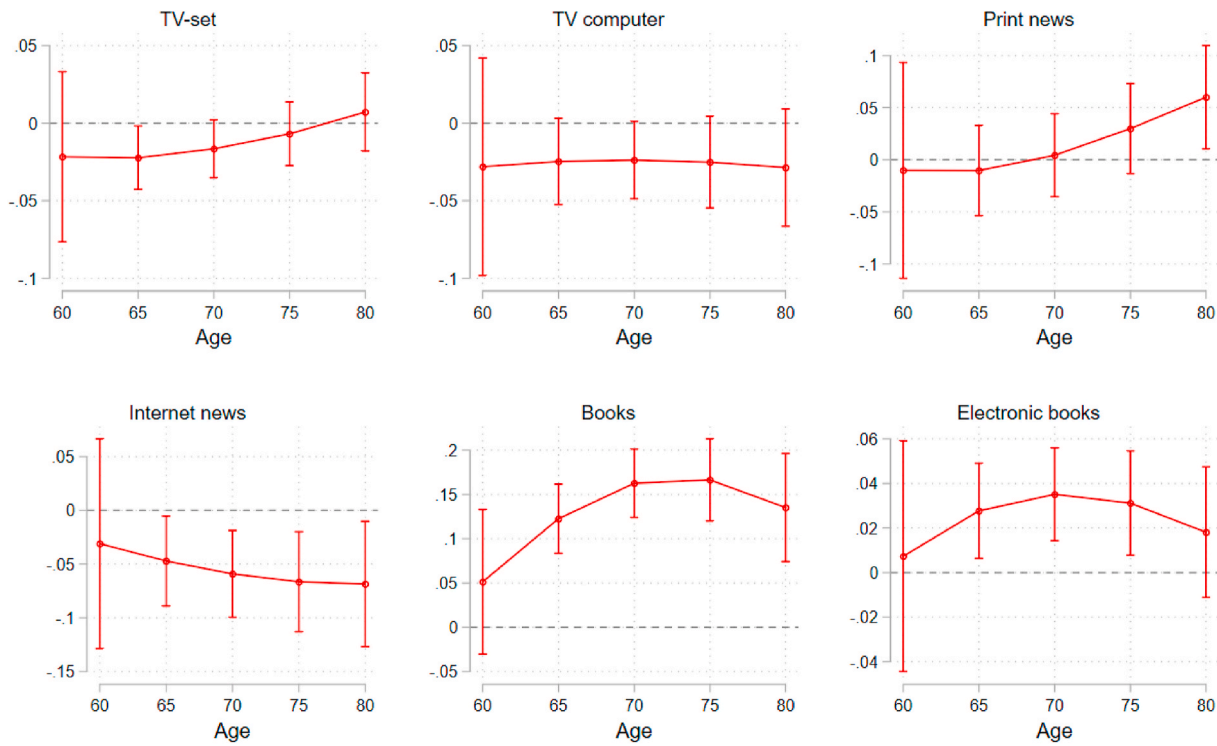 TV-set
TV computer
Print news
.05
0
-.05
-.1
60 65 70 75 80
Age
.05
0
-.05
-.1
60 65 70 75 80
Age
.1
.05
0
-.05
-.1
60 65 70 75 80
Age
Internet news
Books
Electronic books
.05
0
-.05
-.1
-.15
60 65 70 75 80
Age
.2
.15
.1
.05
0
-.05
60 65 70 75 80
Age
.06
.04
.02
0
-.02
-.04
60 65 70 75 80
Age